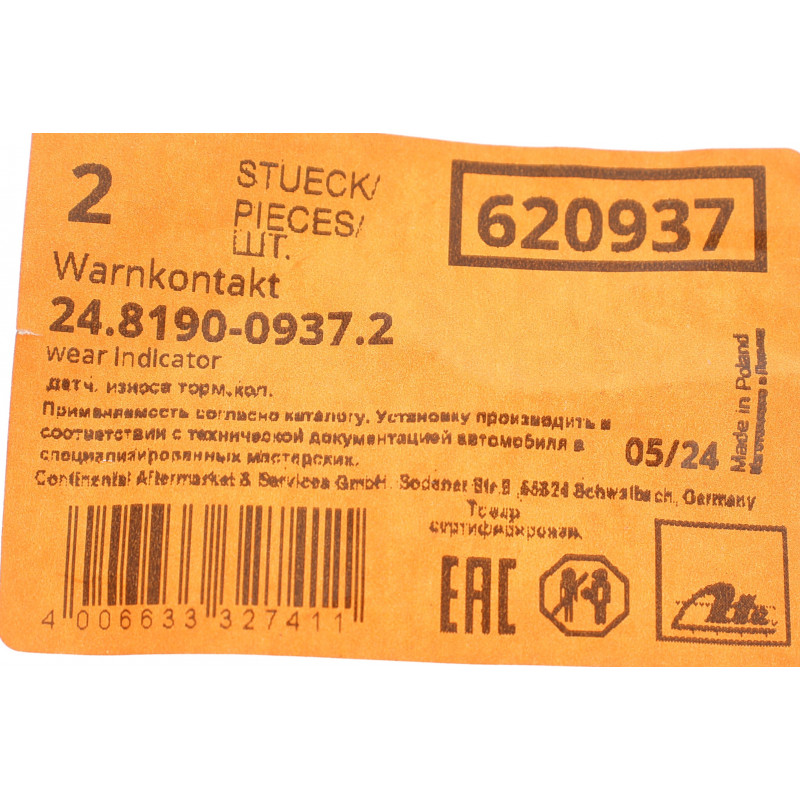 2
STUECK/
PIECES/
ШТ.
620937
Warnkontakt
24.8190-0937.2
wear indicator
датч. износа торм.кол.
Применяемость согласно каталогу. Установку производить в
соответствии с технической документацией автомобиля в
специализированных мастерских.
05/24
Made in Poland
Изготовлено в Польше
Continental Aftermarket & Services GmbH. Sodener Str.9 ,65824 Schwalbach, Germany
Товар
сертифицирован.
4 006633 327411
EAC
Ate